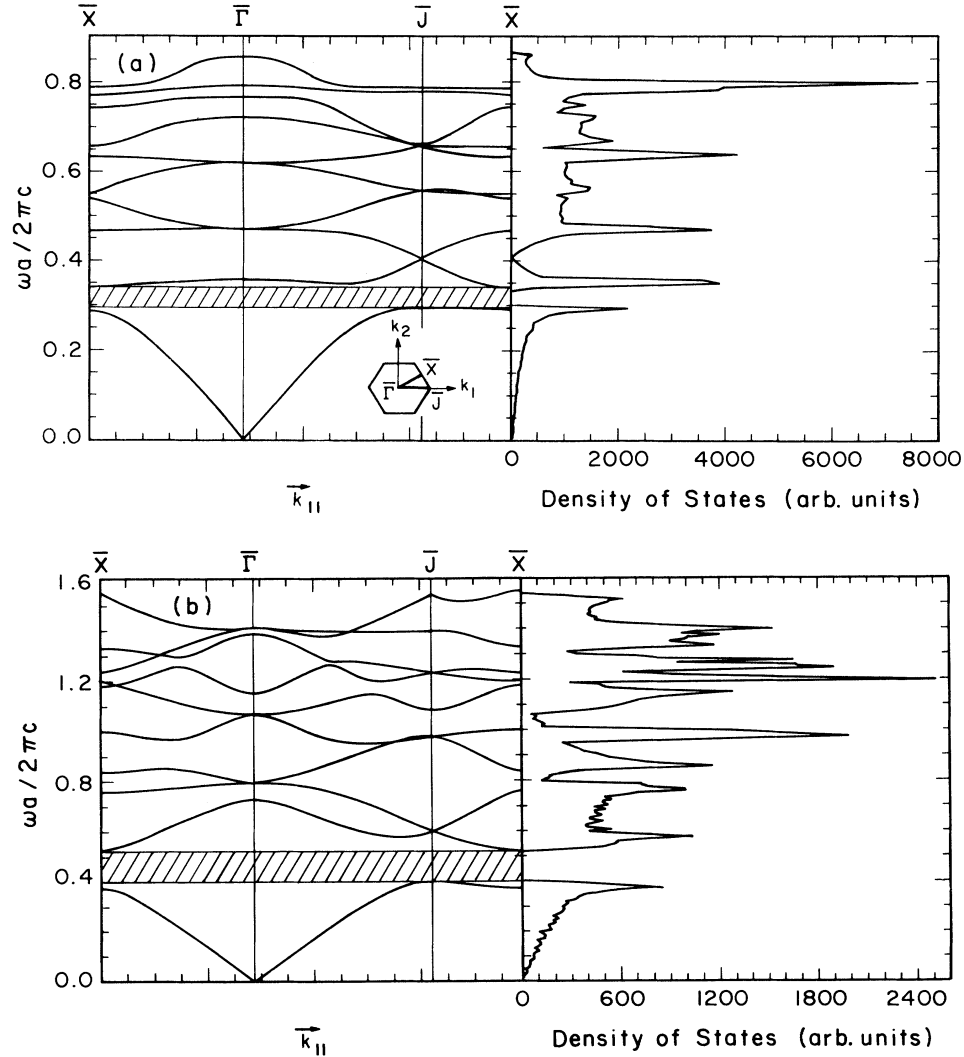 X̄ Γ̄ J̄ X̄
(a)
0.8
0.6
0.4
0.2
0.0
ωa/2πc
k₂
X̄
Γ̄
J̄
k₁
0 2000 4000 6000 8000
k⃗₁₁
Density of States (arb. units)
X̄ Γ̄ J̄ X̄
(b)
1.6
1.2
0.8
0.4
0.0
ωa/2πc
0 600 1200 1800 2400
k⃗₁₁
Density of States (arb. units)